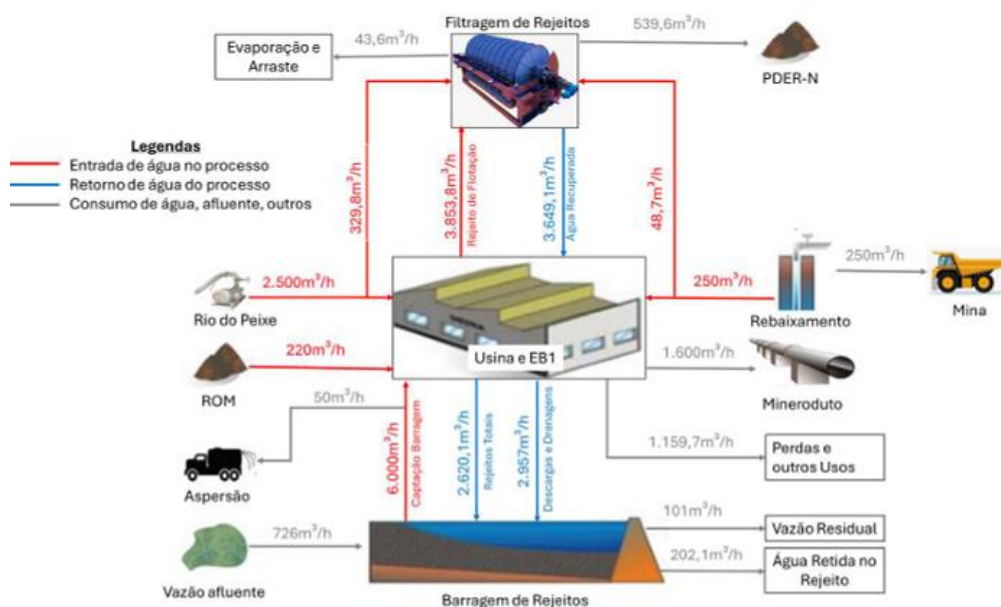 Filtragem de Rejeitos
43,6m³/h
539,6m³/h
Evaporação e
Arraste
PDER-N
Legendas
Entrada de água no processo
Retorno de água do processo
Consumo de água, afluente, outros
329,8m³/h
3.853,8m³/h
Rejeito de Flotação
3.649,1m³/h
Água Recuperada
48,7m³/h
2.500m³/h
Rio do Peixe
250m³/h
Rebaixamento
250m³/h
Mina
Usina e EB1
220m³/h
ROM
1.600m³/h
Mineroduto
50m³/h
Aspersão
6.000m³/h
Captação Barragem
2.620,1m³/h
Rejeitos Totais
2.957m³/h
Descargas e Drenagens
1.159,7m³/h
Perdas e
outros Usos
726m³/h
Vazão afluente
101m³/h
Vazão Residual
202,1m³/h
Água Retida no
Rejeito
Barragem de Rejeitos